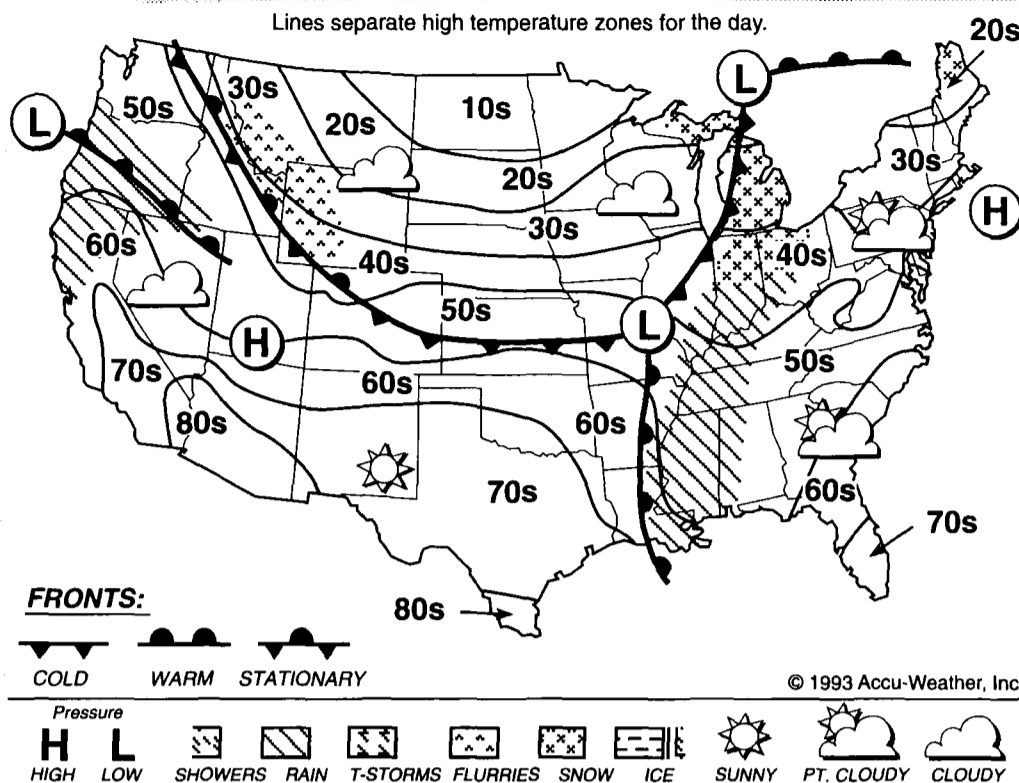 Lines separate high temperature zones for the day.
20s
L
30s
10s
50s
20s
L
20s
30s
H
30s
60s
40s
40s
50s
L
H
50s
70s
60s
80s
60s
70s
60s
70s
80s
FRONTS:
COLD WARM STATIONARY
© 1993 Accu-Weather, Inc
Pressure
H L
HIGH LOW SHOWERS RAIN T-STORMS FLURRIES SNOW ICE SUNNY PT. CLOUDY CLOUDY